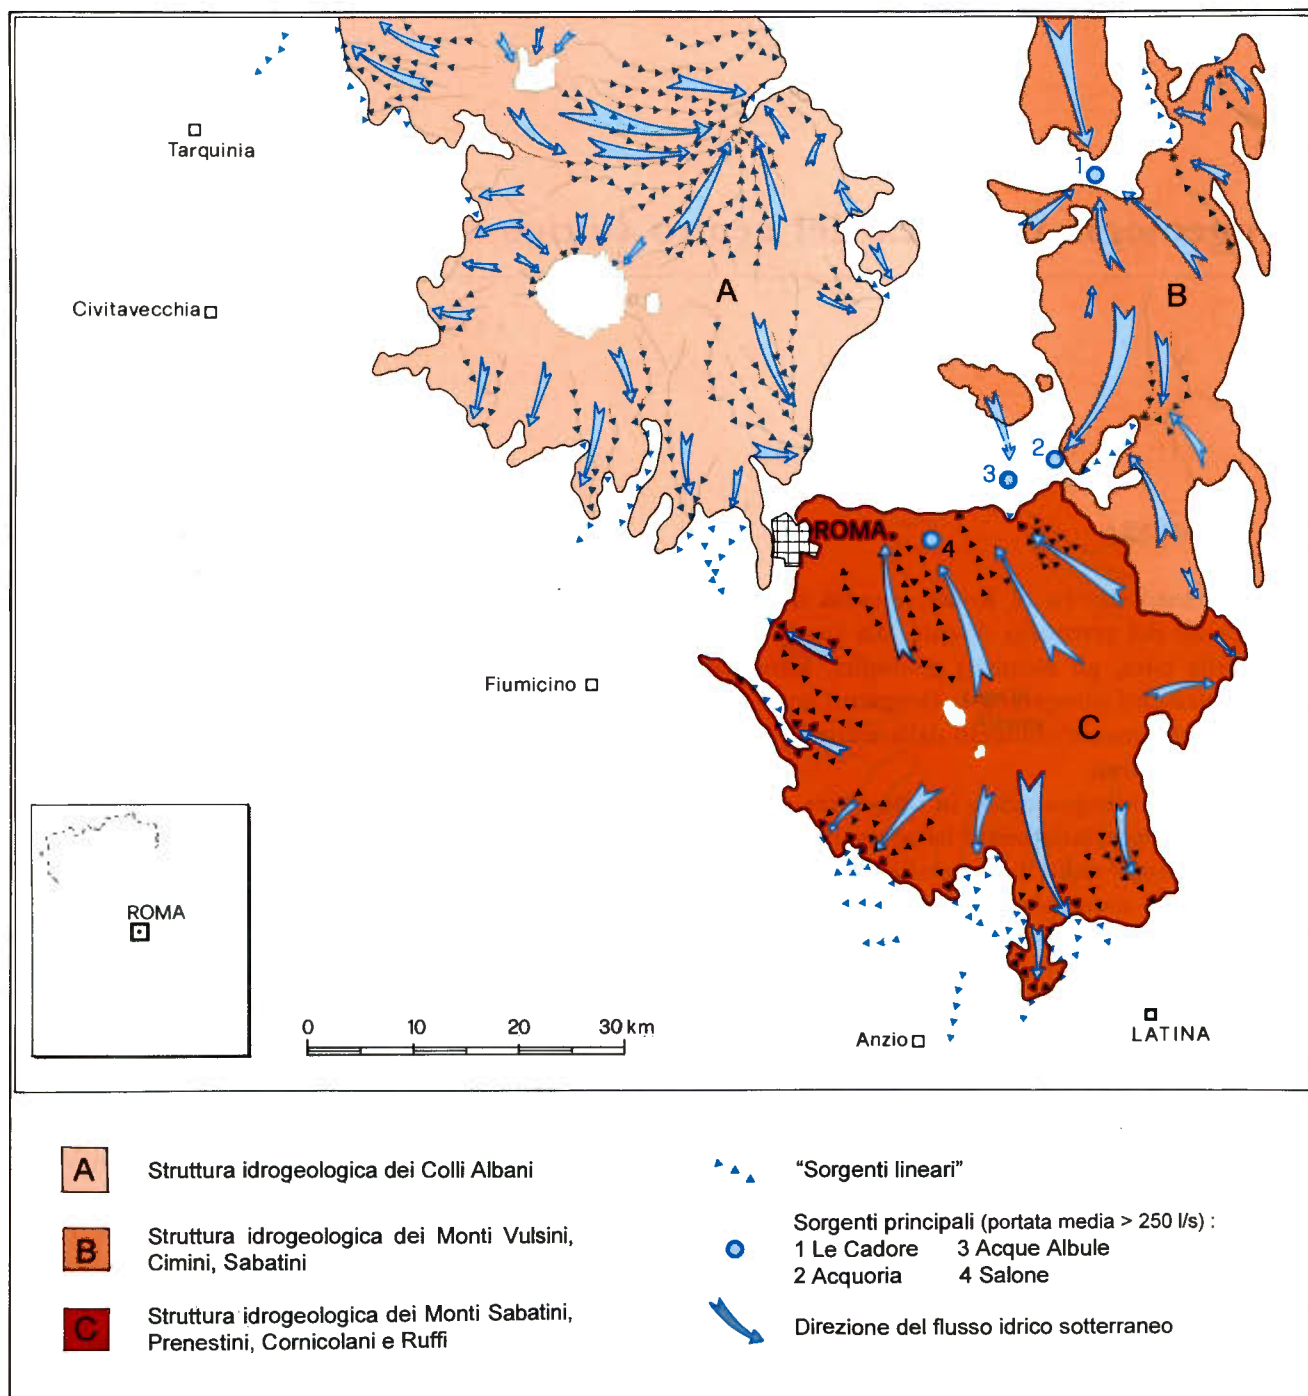 Tarquinia
1
A
B
Civitavecchia
2
3
ROMA
4
Fiumicino
C
ROMA
0 10 20 30 km
Anzio
LATINA
A Struttura idrogeologica dei Colli Albani
B Struttura idrogeologica dei Monti Vulsini,
Cimini, Sabatini
C Struttura idrogeologica dei Monti Sabatini,
Prenestini, Cornicolani e Ruffi
“Sorgenti lineari”
Sorgenti principali (portata media > 250 l/s) :
1 Le Cadore 3 Acque Albule
2 Acquoria 4 Salone
Direzione del flusso idrico sotterraneo